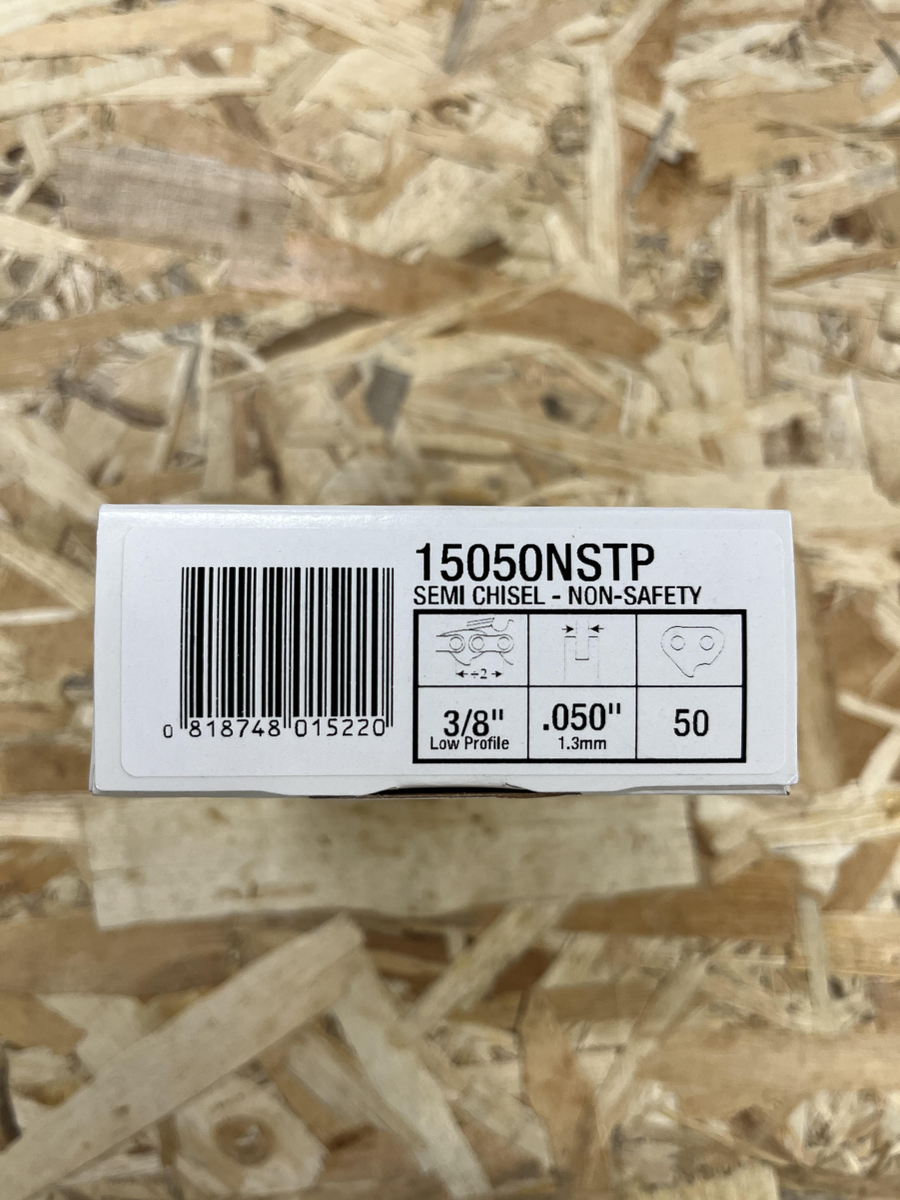 15050NSTP
SEMI CHISEL - NON-SAFETY
÷2
3/8" .050" 50
Low Profile 1.3mm
0 818748 015220